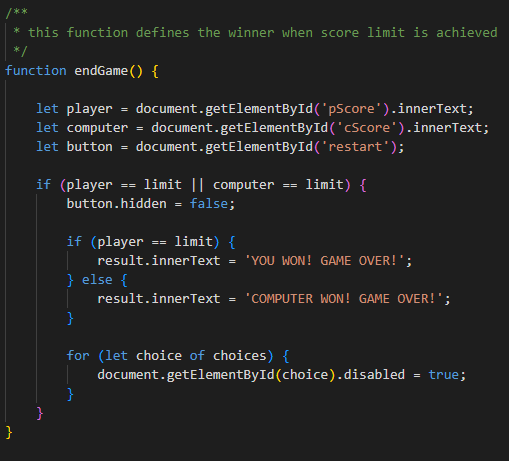 /**
 * this function defines the winner when score limit is achieved
 */
function endGame() {
    let player = document.getElementById('pScore').innerText;
    let computer = document.getElementById('cScore').innerText;
    let button = document.getElementById('restart');
    if (player == limit || computer == limit) {
        button.hidden = false;
        if (player == limit) {
            result.innerText = 'YOU WON! GAME OVER!';
        } else {
            result.innerText = 'COMPUTER WON! GAME OVER!';
        }
        for (let choice of choices) {
            document.getElementById(choice).disabled = true;
        }
    }
}